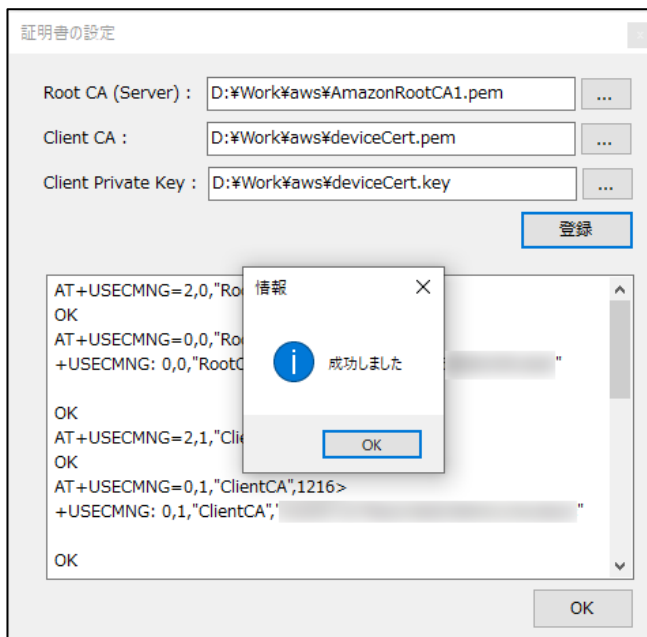 証明書の設定
Root CA (Server) : D:¥Work¥aws¥AmazonRootCA1.pem ...
Client CA : D:¥Work¥aws¥deviceCert.pem ...
Client Private Key : D:¥Work¥aws¥deviceCert.key ...
登録
AT+USECMNG=2,0,"Ro
OK
AT+USECMNG=0,0,"Ro
+USECMNG: 0,0,"RootC "
OK
AT+USECMNG=2,1,"Clie
OK
AT+USECMNG=0,1,"ClientCA",1216>
+USECMNG: 0,1,"ClientCA"," "
OK
情報
成功しました
OK
OK